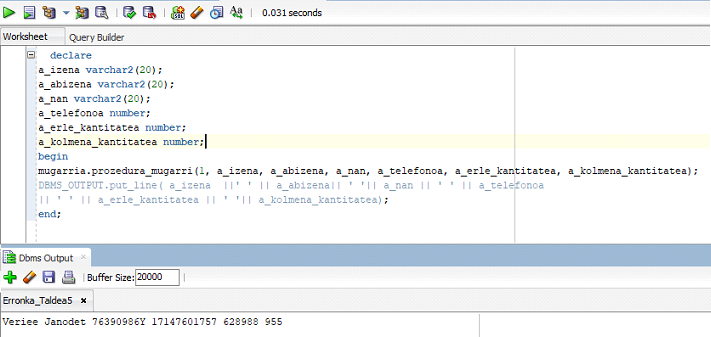 0.031 seconds
Worksheet Query Builder
declare
a_izena varchar2(20);
a_abizena varchar2(20);
a_nan varchar2(20);
a_telefonoa number;
a_erle_kantitatea number;
a_kolmena_kantitatea number;
begin
mugarria.prozedura_mugarri(1, a_izena, a_abizena, a_nan, a_telefonoa, a_erle_kantitatea, a_kolmena_kantitatea);
DBMS_OUTPUT.put_line( a_izena ||' ' || a_abizena|| ' '|| a_nan || ' ' || a_telefonoa
|| ' ' || a_erle_kantitatea || ' '|| a_kolmena_kantitatea);
end;
Dbms Output
Buffer Size: 20000
Erronka_Taldea5
Veriee Janodet 76390986Y 17147601757 628988 955